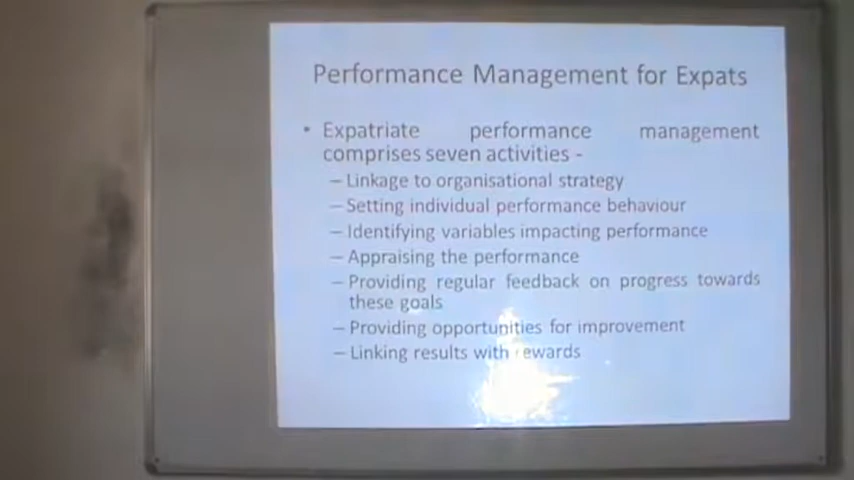 Performance Management for Expats
• Expatriate performance management
comprises seven activities -
– Linkage to organisational strategy
– Setting individual performance behaviour
– Identifying variables impacting performance
– Appraising the performance
– Providing regular feedback on progress towards
these goals
– Providing opportunities for improvement
– Linking results with rewards